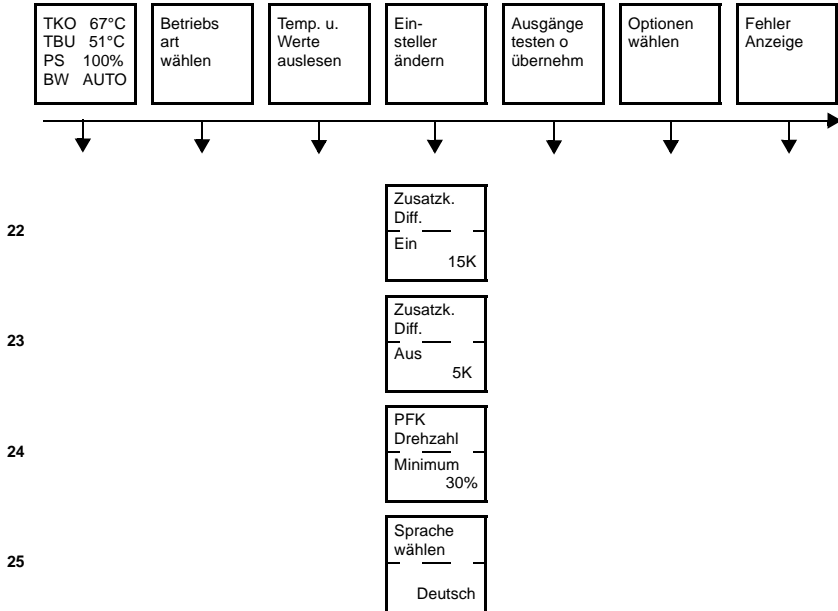 TKO 67°C
TBU 51°C
PS 100%
BW AUTO
Betriebs
art
wählen
Temp. u.
Werte
auslesen
Ein-
steller
ändern
Ausgänge
testen o
übernehm
Optionen
wählen
Fehler
Anzeige
22
Zusatzk.
Diff.
Ein
15K
23
Zusatzk.
Diff.
Aus
5K
24
PFK
Drehzahl
Minimum
30%
25
Sprache
wählen
Deutsch